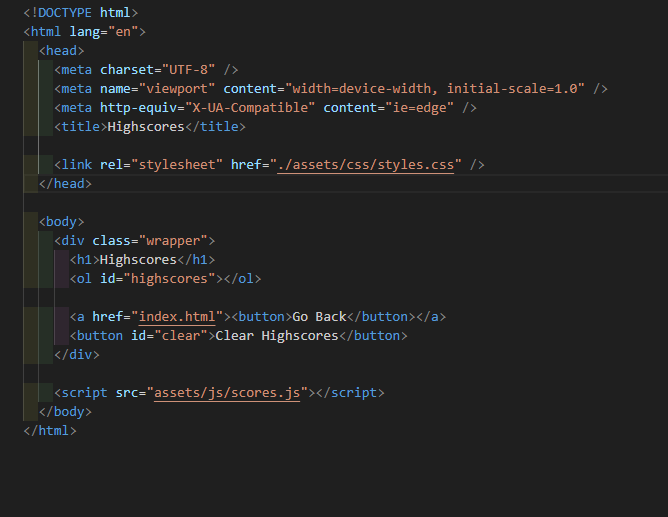 <!DOCTYPE html>
<html lang="en">
<head>
<meta charset="UTF-8" />
<meta name="viewport" content="width=device-width, initial-scale=1.0" />
<meta http-equiv="X-UA-Compatible" content="ie=edge" />
<title>Highscores</title>
<link rel="stylesheet" href="./assets/css/styles.css" />
</head>
<body>
<div class="wrapper">
<h1>Highscores</h1>
<ol id="highscores"></ol>
<a href="index.html"><button>Go Back</button></a>
<button id="clear">Clear Highscores</button>
</div>
<script src="assets/js/scores.js"></script>
</body>
</html>